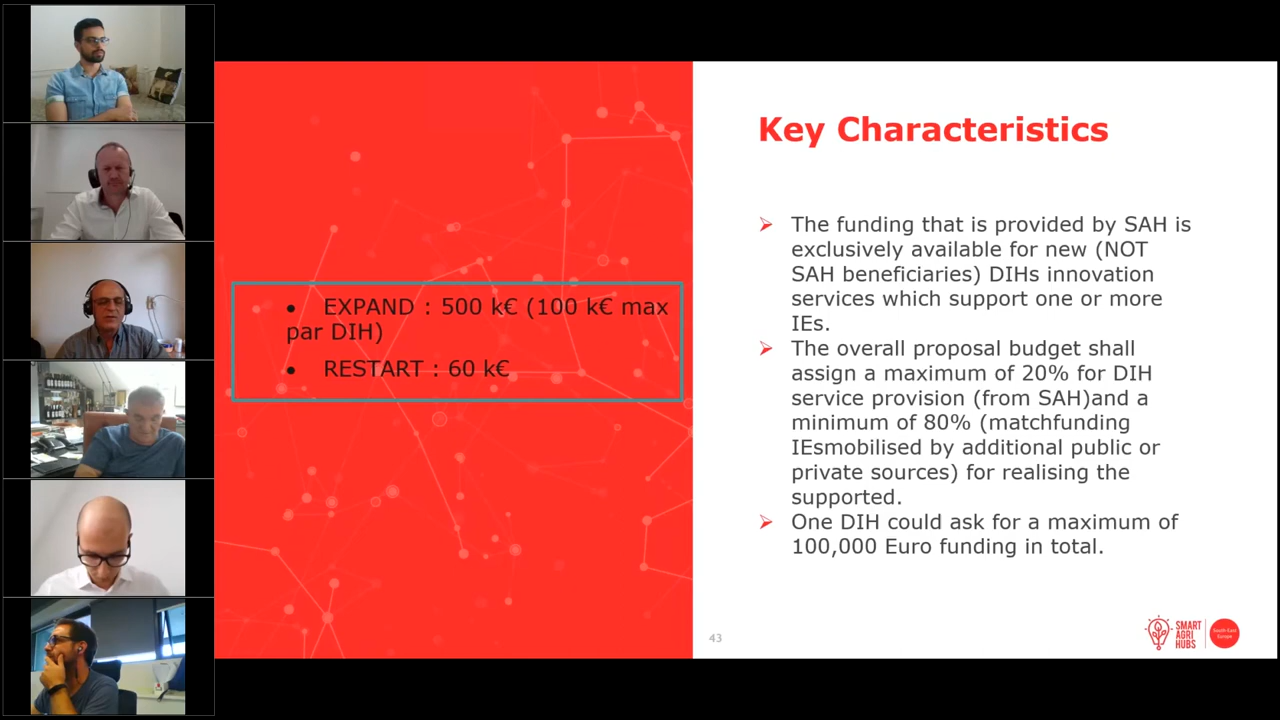 EXPAND : 500 k€ (100 k€ max
par DIH)
RESTART : 60 k€
Key Characteristics
The funding that is provided by SAH is
exclusively available for new (NOT
SAH beneficiaries) DIHs innovation
services which support one or more
IEs.
The overall proposal budget shall
assign a maximum of 20% for DIH
service provision (from SAH)and a
minimum of 80% (matchfunding
IEsmobilised by additional public or
private sources) for realising the
supported.
One DIH could ask for a maximum of
100,000 Euro funding in total.
43
SMART
AGRI
HUBS
South-East
Europe